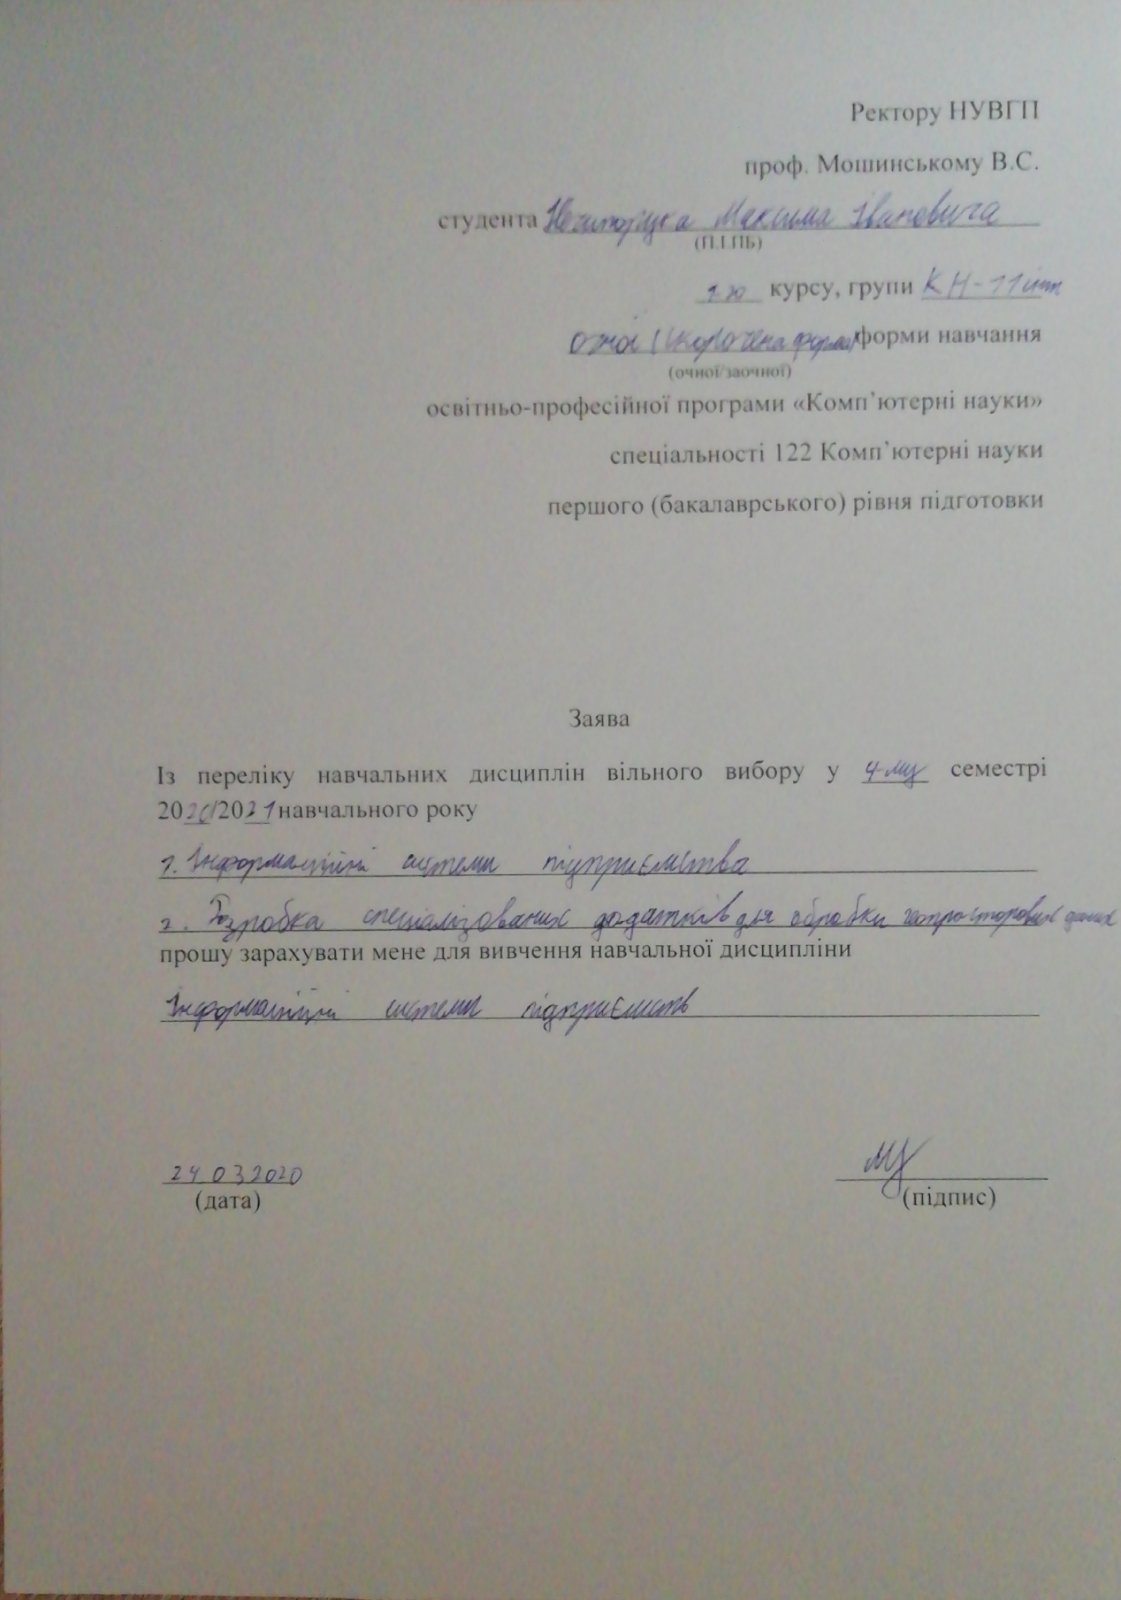 Ректору НУВГП
проф. Мошинському В.С.
студента Нечипорука Максима Івановича
(П.І.ПБ)
1го курсу, групи КН-11інт
очної (скорочена форма) форми навчання
(очної/заочної)
освітньо-професійної програми «Комп’ютерні науки»
спеціальності 122 Комп’ютерні науки
першого (бакалаврського) рівня підготовки
Заява
Із переліку навчальних дисциплін вільного вибору у 4-му семестрі
2020/2021 навчального року
1. Інформаційні системи підприємства
2. Розробка спеціалізованих додатків для обробки геопросторових даних
прошу зарахувати мене для вивчення навчальної дисципліни
Інформаційні системи підприємств
24.03.2020
(дата)
(підпис)